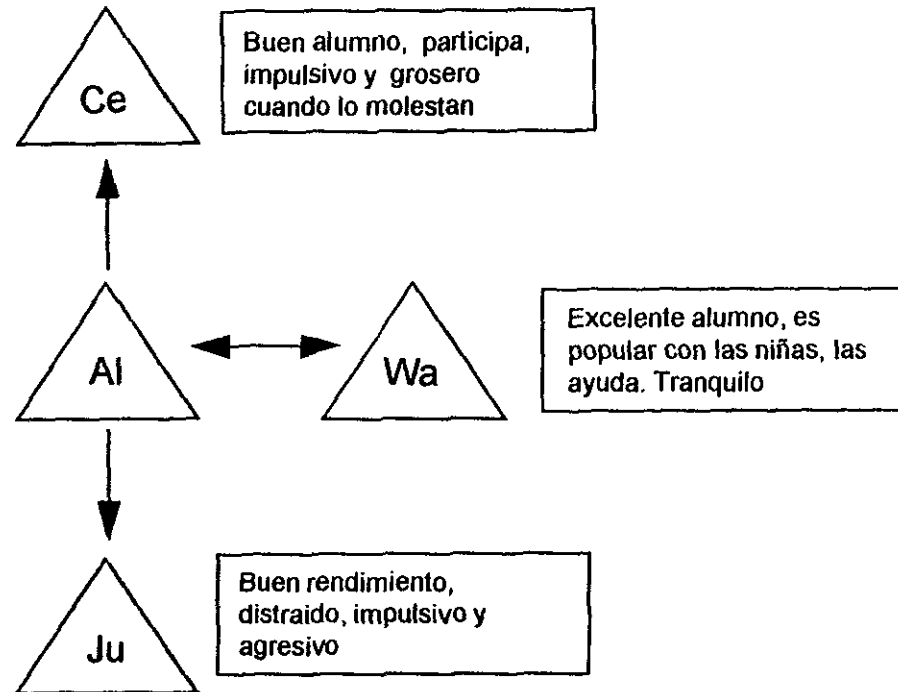 Ce
Buen alumno, participa,
impulsivo y grosero
cuando lo molestan
Al
Wa
Excelente alumno, es
popular con las niñas, las
ayuda. Tranquilo
Ju
Buen rendimiento,
distraido, impulsivo y
agresivo